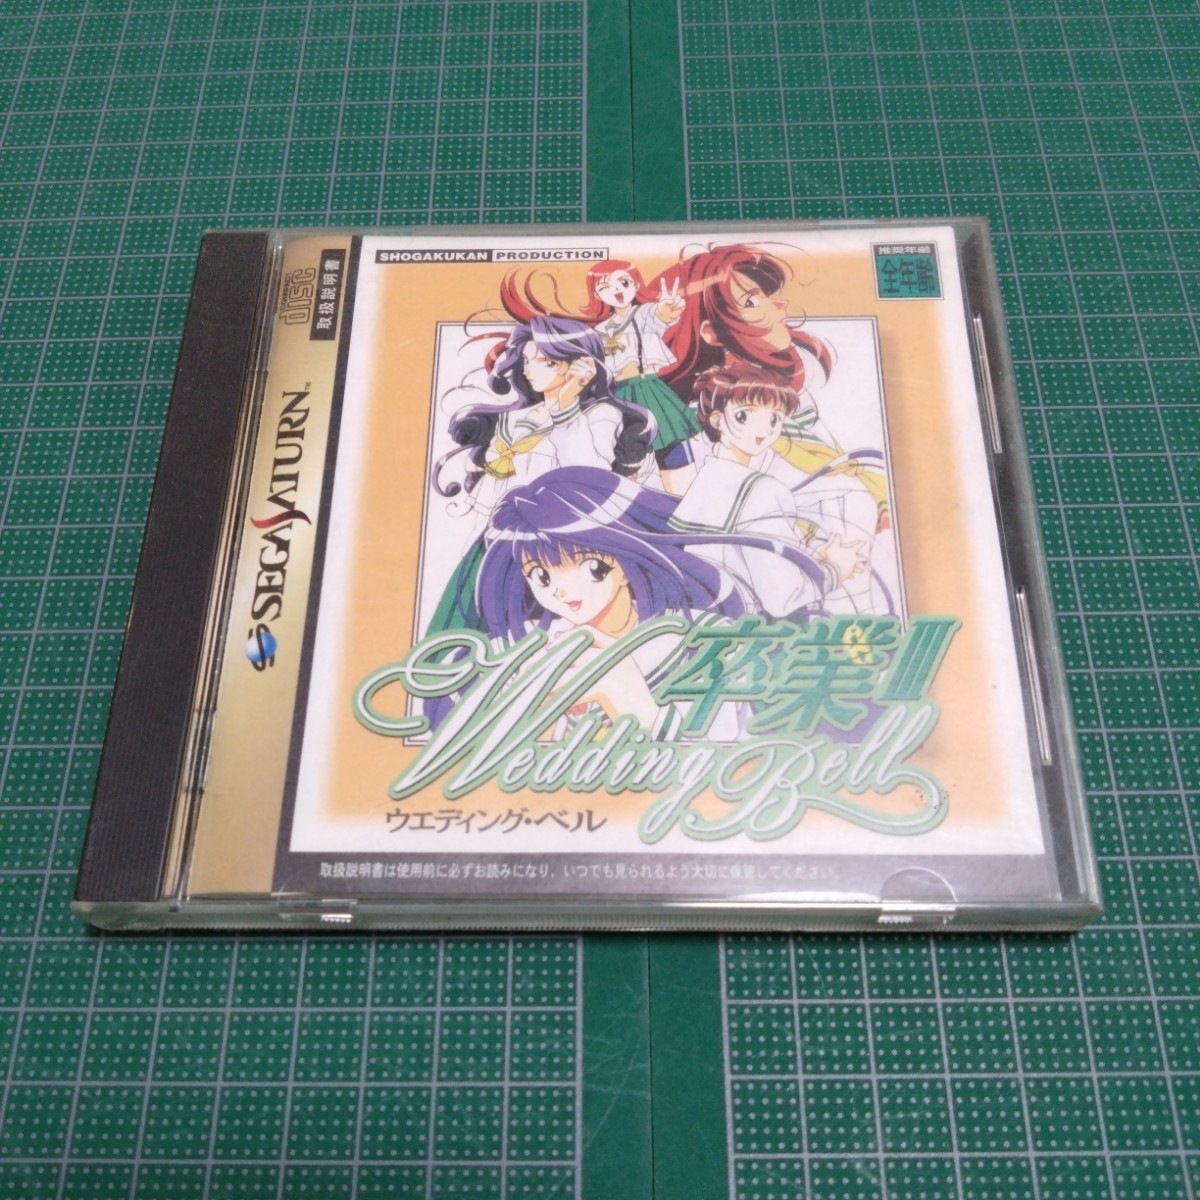 SHOGAKUKAN PRODUCTION
推奨年齢
全年齢
COMPACT
disc
取扱説明書
SEGA SATURN™
卒業III
Wedding Bell
ウエディング・ベル
取扱説明書は使用前に必ずお読みになり、いつでも見られるよう大切に保管してください。